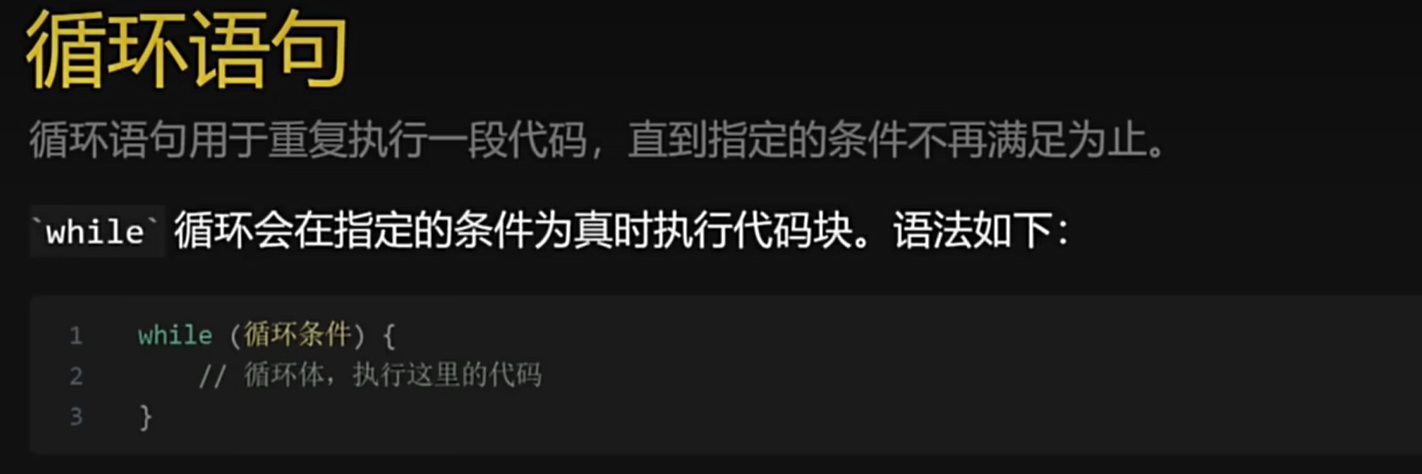 循环语句
循环语句用于重复执行一段代码，直到指定的条件不再满足为止。
`while` 循环会在指定的条件为真时执行代码块。语法如下：
1 while (循环条件) {
2 // 循环体，执行这里的代码
3 }